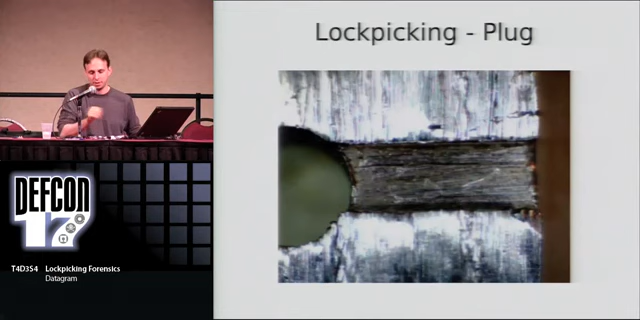 Lockpicking - Plug
DEFCON
17
T4D3S4 Lockpicking Forensics
Datagram